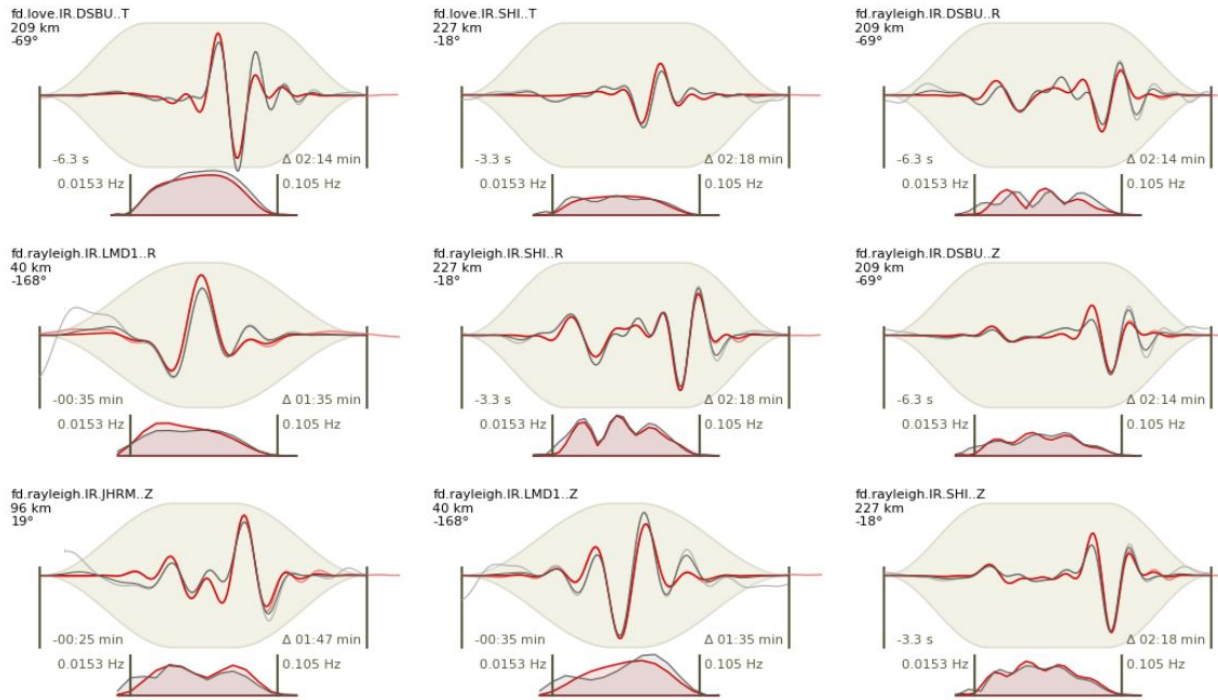 fd.love.IR.DSBU..T
209 km
-69°
-6.3 s
Δ 02:14 min
0.0153 Hz
0.105 Hz
fd.love.IR.SHI..T
227 km
-18°
-3.3 s
Δ 02:18 min
0.0153 Hz
0.105 Hz
fd.rayleigh.IR.DSBU..R
209 km
-69°
-6.3 s
Δ 02:14 min
0.0153 Hz
0.105 Hz
fd.rayleigh.IR.LMD1..R
40 km
-168°
-00:35 min
Δ 01:35 min
0.0153 Hz
0.105 Hz
fd.rayleigh.IR.SHI..R
227 km
-18°
-3.3 s
Δ 02:18 min
0.0153 Hz
0.105 Hz
fd.rayleigh.IR.DSBU..Z
209 km
-69°
-6.3 s
Δ 02:14 min
0.0153 Hz
0.105 Hz
fd.rayleigh.IR.JHRM..Z
96 km
19°
-00:25 min
Δ 01:47 min
0.0153 Hz
0.105 Hz
fd.rayleigh.IR.LMD1..Z
40 km
-168°
-00:35 min
Δ 01:35 min
0.0153 Hz
0.105 Hz
fd.rayleigh.IR.SHI..Z
227 km
-18°
-3.3 s
Δ 02:18 min
0.0153 Hz
0.105 Hz